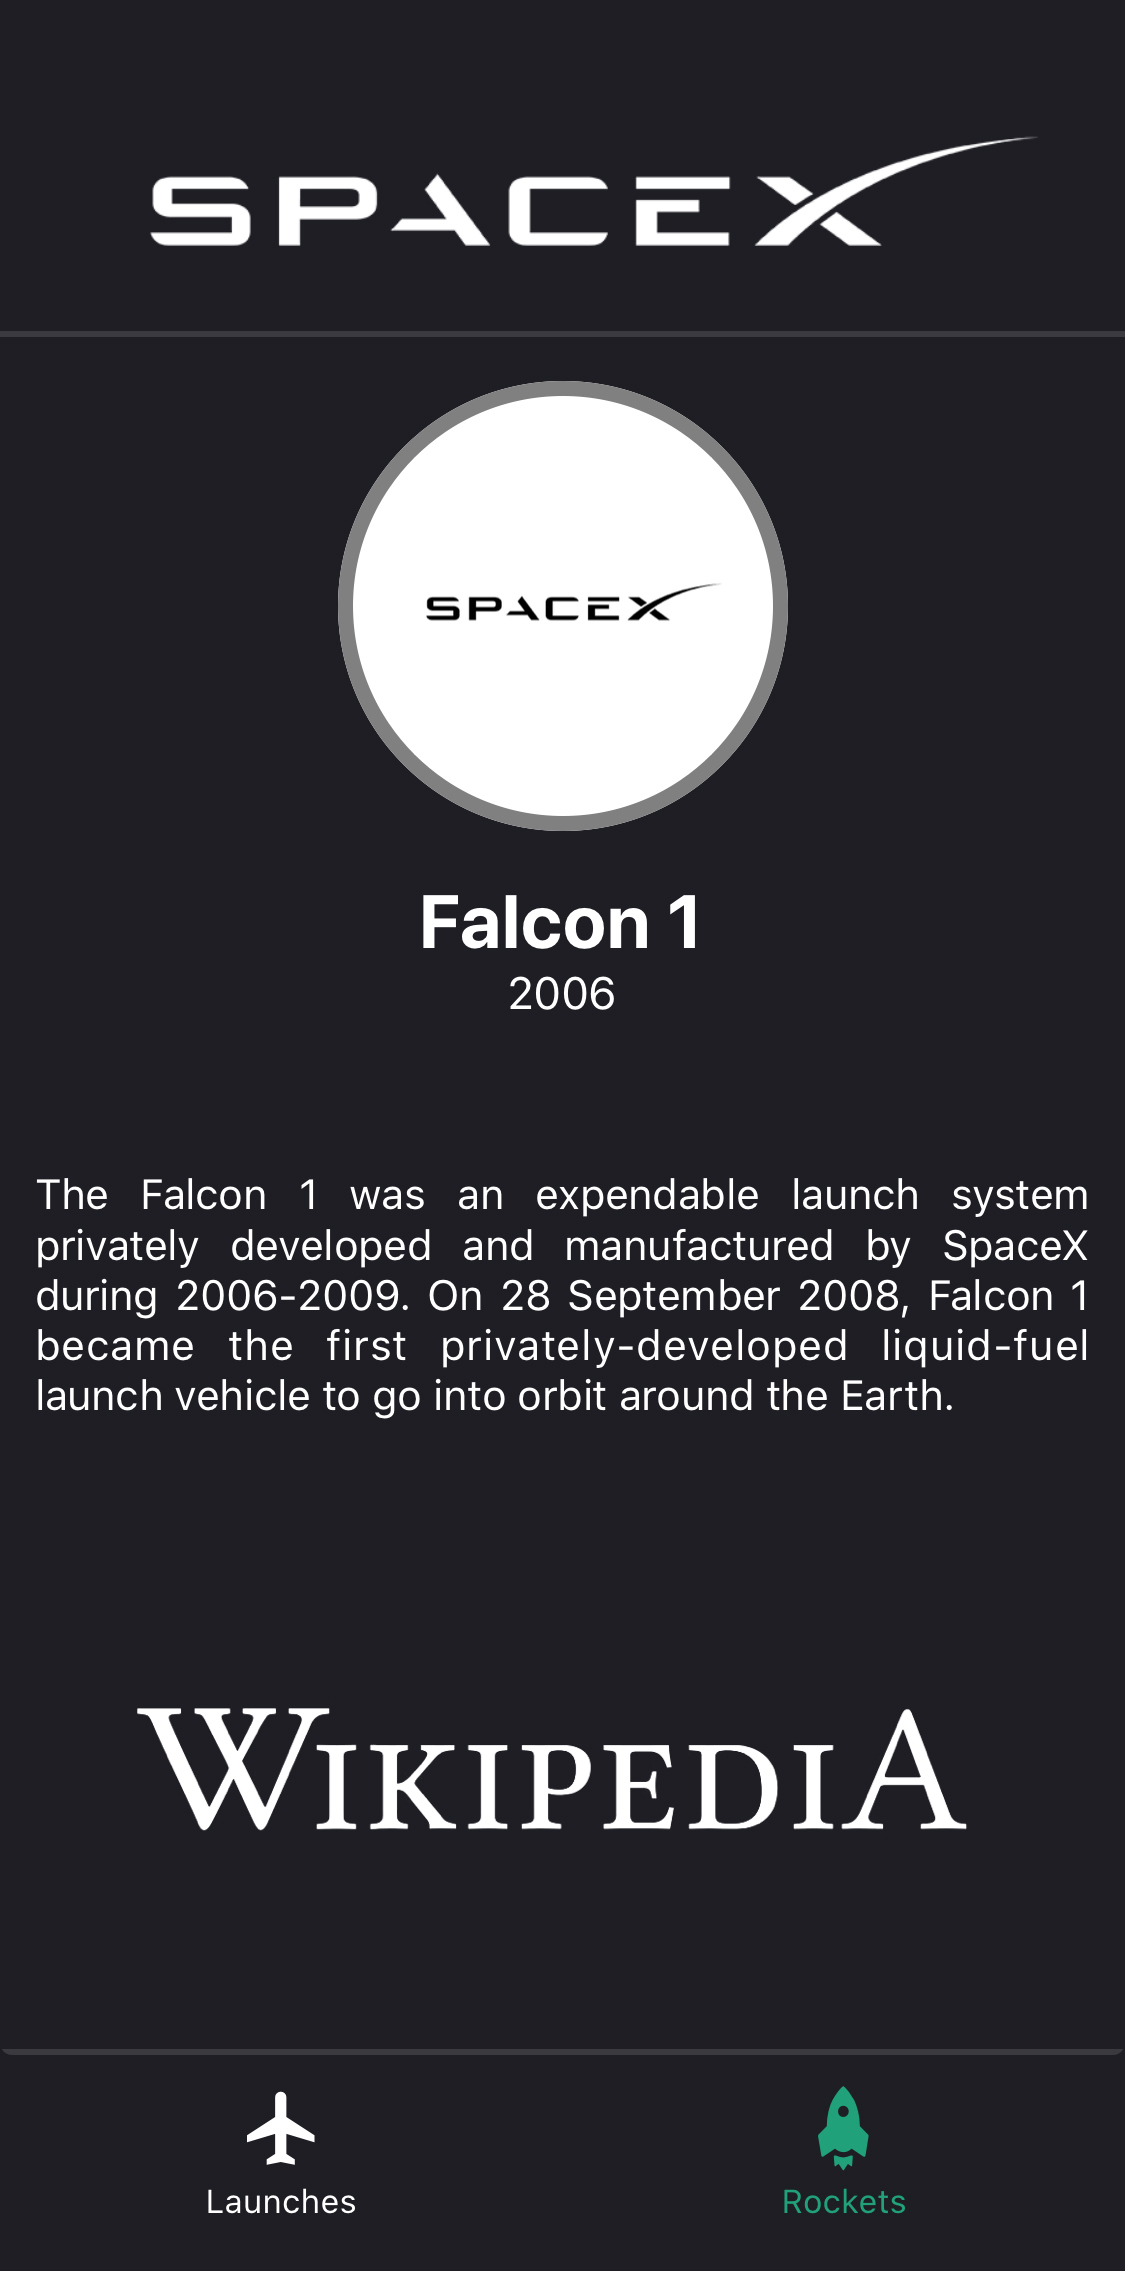 SPACEX
SPACEX
Falcon 1
2006
The Falcon 1 was an expendable launch system
privately developed and manufactured by SpaceX
during 2006-2009. On 28 September 2008, Falcon 1
became the first privately-developed liquid-fuel
launch vehicle to go into orbit around the Earth.
WIKIPEDIA
Launches
Rockets